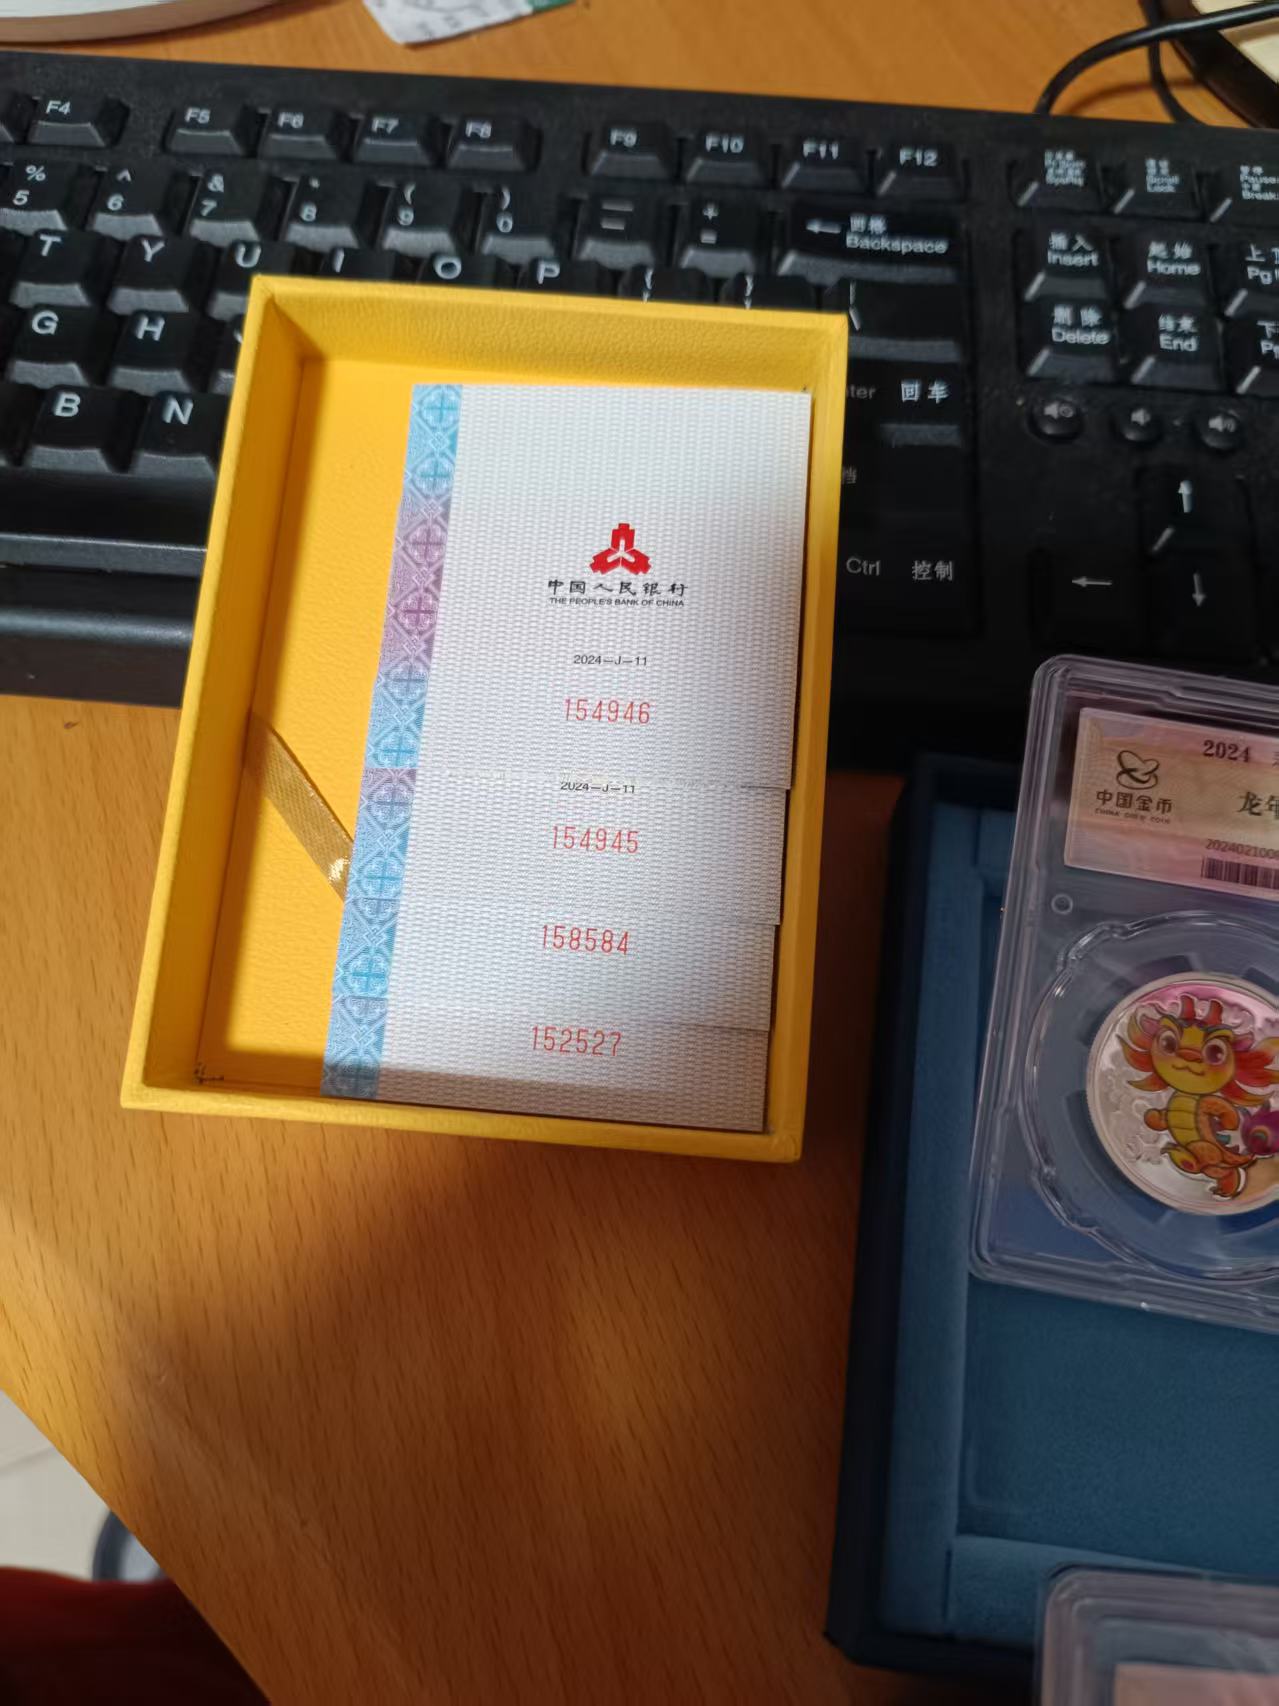 F4 F5 F6 F7 F8 F9 F10 F11 F12
% 5 ^ 6 & 7 * 8 ( 9 ) 0 + =
回格
Backspace
插入
Insert
起始
Home
T Y U I O P
删除
Delete
结束
End
G H
回车
B N
Ctrl 控制
中国人民银行
THE PEOPLE'S BANK OF CHINA
2024-J-11
154946
2024-J-11
154945
158584
152527
2024
中国金币
CHINA GOLD COIN
龙年